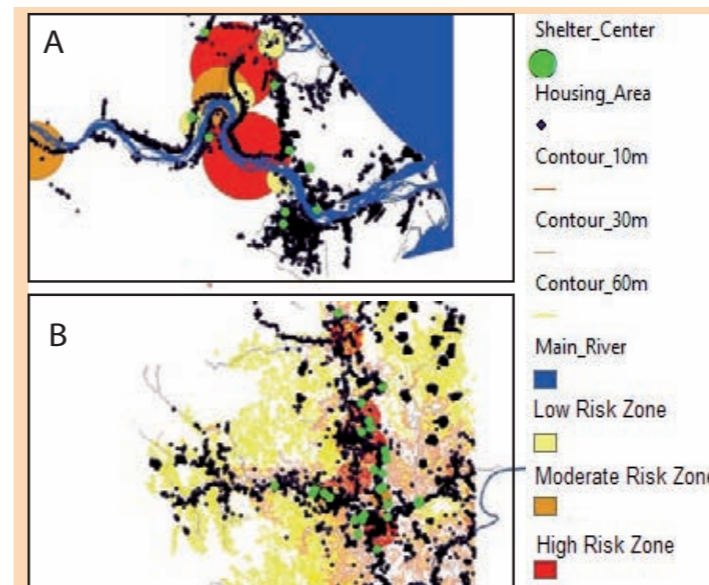 A
B
Shelter_Center
Housing_Area
Contour_10m
Contour_30m
Contour_60m
Main_River
Low Risk Zone
Moderate Risk Zone
High Risk Zone